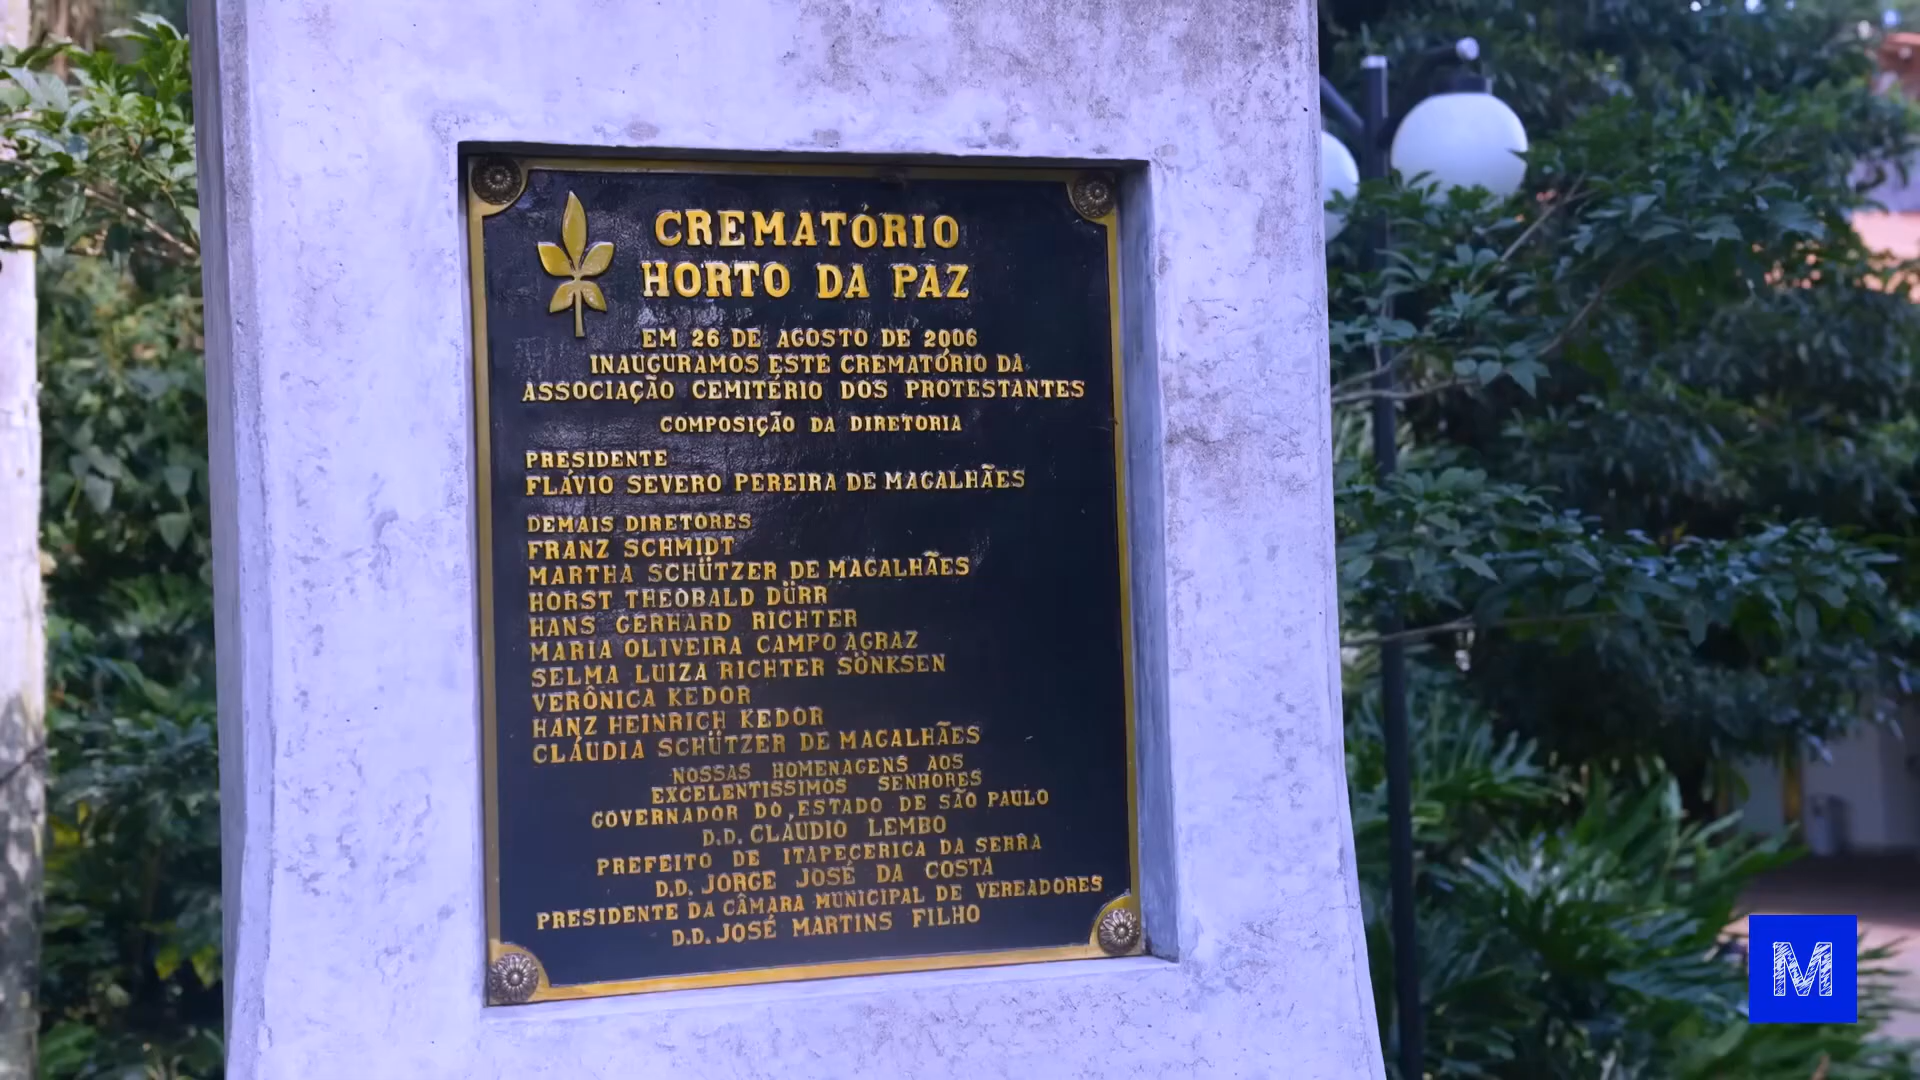 CREMATÓRIO
HORTO DA PAZ
EM 26 DE AGOSTO DE 2006
INAUGURAMOS ESTE CREMATÓRIO DA
ASSOCIAÇÃO CEMITÉRIO DOS PROTESTANTES
COMPOSIÇÃO DA DIRETORIA
PRESIDENTE
FLÁVIO SEVERO PEREIRA DE MAGALHÃES
DEMAIS DIRETORES
FRANZ SCHMIDT
MARTHA SCHÜTZER DE MAGALHÃES
HORST THEOBALD DÜRR
HANS GERHARD RICHTER
MARIA OLIVEIRA CAMPO AGRAZ
SELMA LUIZA RICHTER SÖNKSEN
VERÔNICA KEDOR
HANZ HEINRICH KEDOR
CLÁUDIA SCHÜTZER DE MAGALHÃES
NOSSAS HOMENAGENS AOS
EXCELENTISSIMOS SENHORES
GOVERNADOR DO ESTADO DE SÃO PAULO
D.D. CLÁUDIO LEMBO
PREFEITO DE ITAPECERICA DA SERRA
D.D. JORGE JOSÉ DA COSTA
PRESIDENTE DA CÂMARA MUNICIPAL DE VEREADORES
D.D. JOSÉ MARTINS FILHO
M